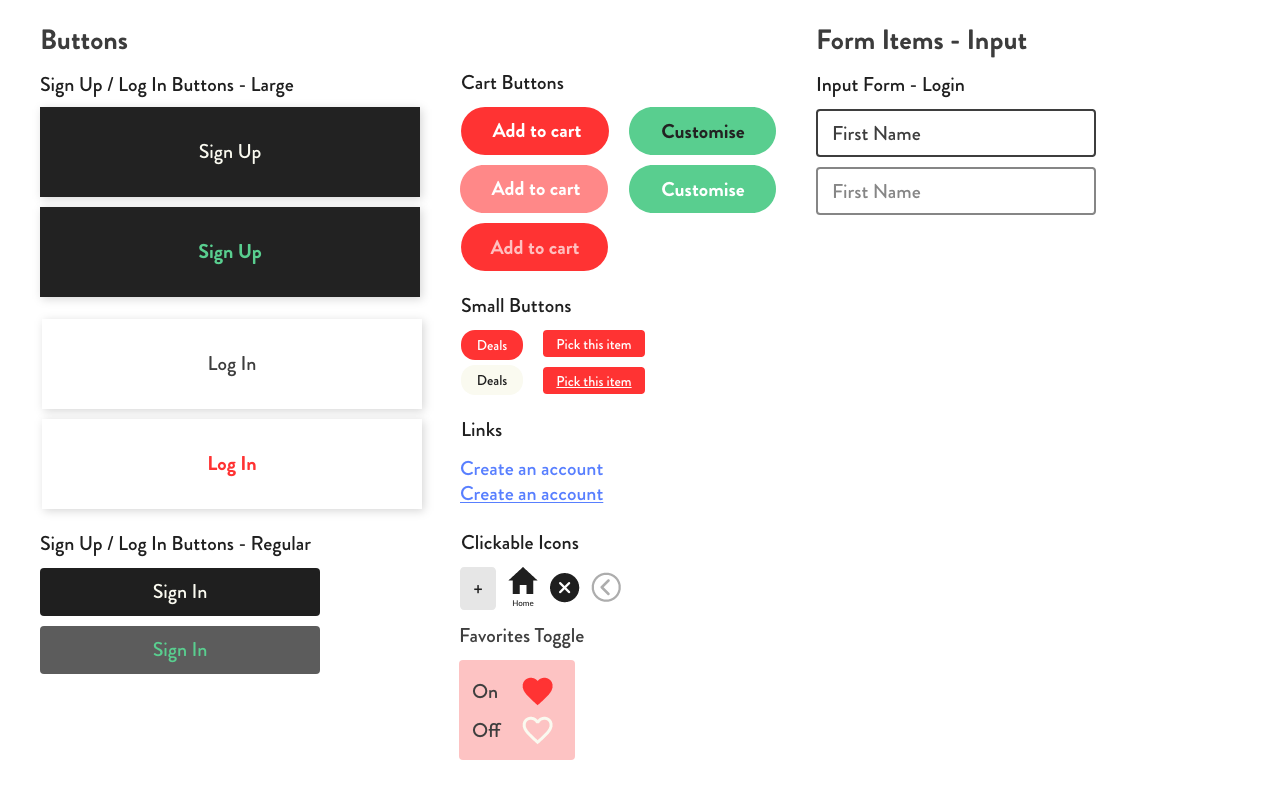 Buttons
Sign Up / Log In Buttons - Large
Sign Up
Sign Up
Log In
Log In
Sign Up / Log In Buttons - Regular
Sign In
Sign In
Cart Buttons
Add to cart
Customise
Add to cart
Customise
Add to cart
Small Buttons
Deals
Pick this item
Deals
Pick this item
Links
Create an account
Create an account
Clickable Icons
+
Home
Favorites Toggle
On
Off
Form Items - Input
Input Form - Login
First Name
First Name